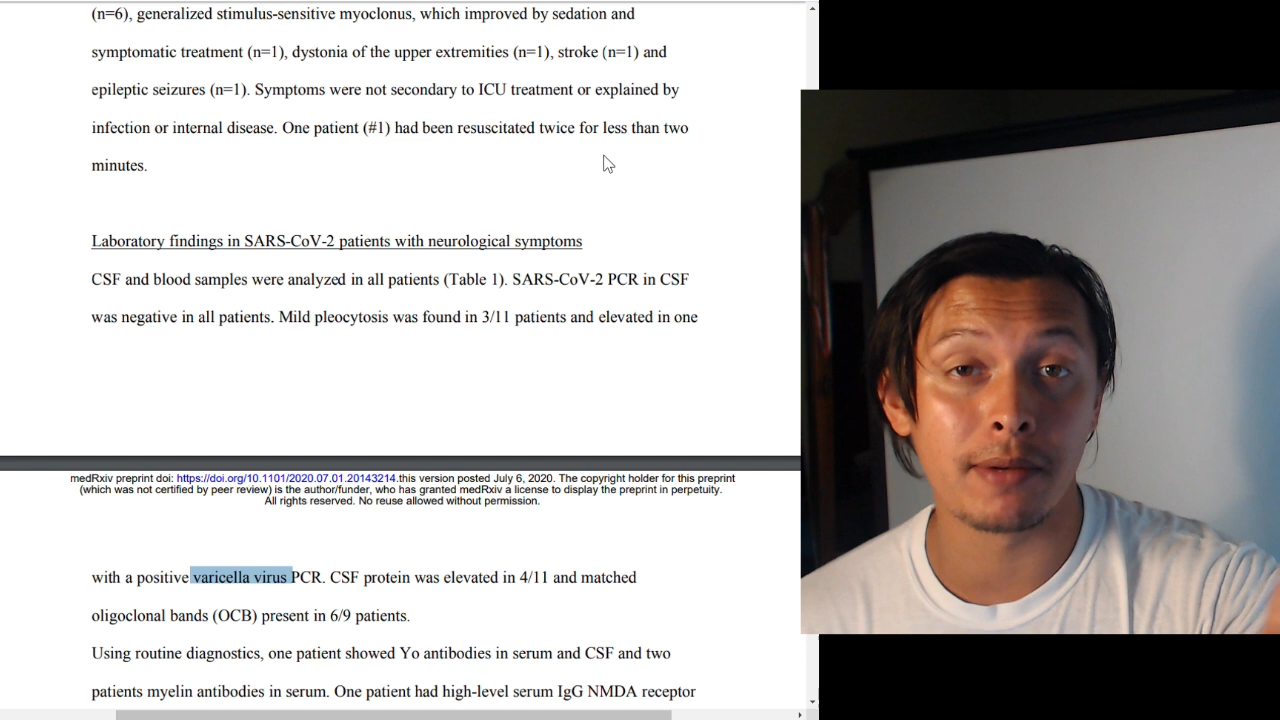 (n=6), generalized stimulus-sensitive myoclonus, which improved by sedation and
symptomatic treatment (n=1), dystonia of the upper extremities (n=1), stroke (n=1) and
epileptic seizures (n=1). Symptoms were not secondary to ICU treatment or explained by
infection or internal disease. One patient (#1) had been resuscitated twice for less than two
minutes.
Laboratory findings in SARS-CoV-2 patients with neurological symptoms
CSF and blood samples were analyzed in all patients (Table 1). SARS-CoV-2 PCR in CSF
was negative in all patients. Mild pleocytosis was found in 3/11 patients and elevated in one
medRxiv preprint doi: https://doi.org/10.1101/2020.07.01.20143214.this version posted July 6, 2020. The copyright holder for this preprint
(which was not certified by peer review) is the author/funder, who has granted medRxiv a license to display the preprint in perpetuity.
All rights reserved. No reuse allowed without permission.
with a positive varicella virus PCR. CSF protein was elevated in 4/11 and matched
oligoclonal bands (OCB) present in 6/9 patients.
Using routine diagnostics, one patient showed Yo antibodies in serum and CSF and two
patients myelin antibodies in serum. One patient had high-level serum IgG NMDA receptor